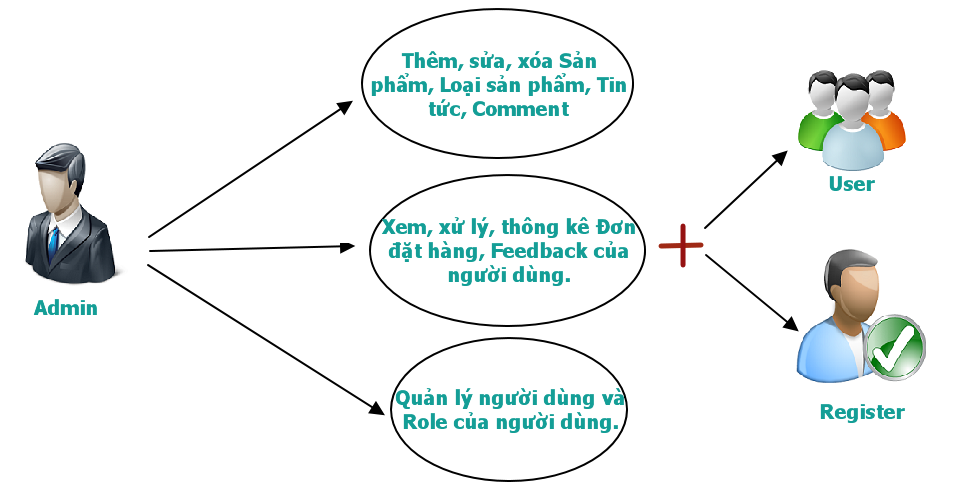 Thêm, sửa, xóa Sản
phẩm, Loại sản phẩm, Tin
tức, Comment
User
Xem, xử lý, thông kê Đơn
đặt hàng, Feedback của
người dùng.
Admin
Quản lý người dùng và
Role của người dùng.
Register